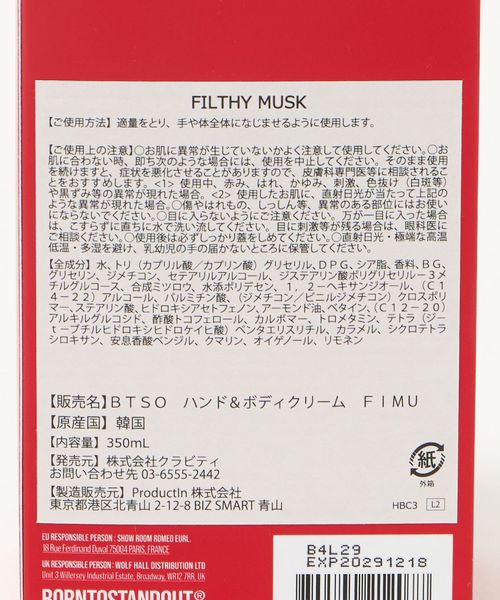 FILTHY MUSK
【ご使用方法】適量をとり、手や体全体になじませるように使用します。
【ご使用上の注意】○お肌に異常が生じていないかよく注意して使用してください。○お
肌に合わない時、即ち次のような場合には、使用を中止してください。そのまま使用
を続けますと、症状を悪化させることがありますので、皮膚科専門医等に相談されるこ
とをおすすめします。<1> 使用中、赤み、はれ、かゆみ、刺激、色抜け（白斑等）
や黒ずみ等の異常が現れた場合。<2> 使用したお肌に、直射日光が当たって上記の
ような異常が現れた場合。○傷やはれもの、しっしん等、異常のある部位にはお使い
にならないでください。○目に入らないようにご注意ください。万が一目に入った場合
は、こすらずに直ちに水で洗い流してください。目に刺激等が残る場合は、眼科医に
ご相談ください。○使用後は必ずしっかり蓋をしめてください。○直射日光・極端な高温
低温・多湿を避け、乳幼児の手の届かないところに保管してください。
【全成分】水、トリ（カプリル酸／カプリン酸）グリセリル、ＤＰＧ、シア脂、香料、ＢＧ、
グリセリン、ジメチコン、セテアリルアルコール、ジステアリン酸ポリグリセリル－３メ
チルグルコース、合成ミツロウ、水添ポリデセン、１，２－ヘキサンジオール、（Ｃ１
４－２２）アルコール、パルミチン酸、（ジメチコン／ビニルジメチコン）クロスポリ
マー、ステアリン酸、ヒドロキシアセトフェノン、アーモンド油、ベタイン、（Ｃ１２－２０）
アルキルグルコシド、酢酸トコフェロール、カルボマー、トロメタミン、テトラ（ジー
ｔ－ブチルヒドロキシヒドロケイヒ酸）ペンタエリスリチル、カラメル、シクロテトラ
シロキサン、安息香酸ベンジル、クマリン、オイゲノール、リモネン
【販売名】ＢＴＳＯ ハンド＆ボディクリーム ＦＩＭＵ
【原産国】韓国
【内容量】350mL
【発売元】株式会社クラビティ
お問い合わせ先 03-6555-2442
【製造販売元】ProductIn 株式会社
東京都港区北青山 2-12-8 BIZ SMART 青山
紙
外箱
HBC3 L2
EU RESPONSIBLE PERSON : SHOW ROOM ROMEO EURL.
18 Rue Ferdinand Duval 75004 PARIS, FRANCE
UK RESPONSIBLE PERSON : WOLF HALL DISTRIBUTION LTD
Unit 3 Willersey Industrial Estate, Broadway, WR12 7RR, UK
BORNTOSTANDOUT®
B4L29
EXP20291218